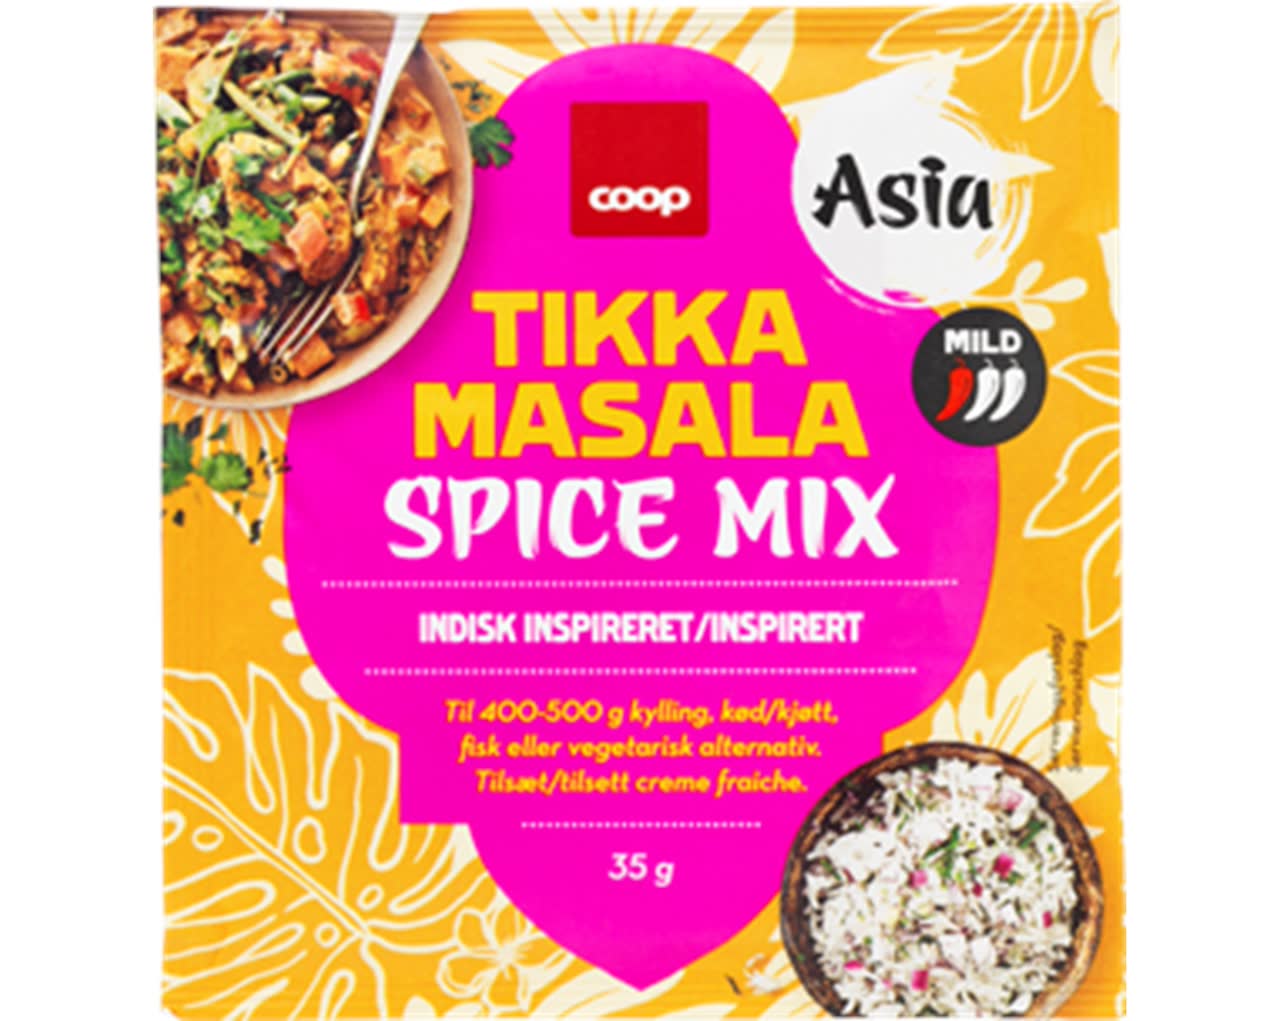 coop
Asia
TIKKA
MASALA
SPICE MIX
MILD
INDISK INSPIRERET/INSPIRERT
Til 400-500 g kylling, kød/kjøtt,
fisk eller vegetarisk alternativ.
Tilsæt/tilsett creme fraiche.
35 g